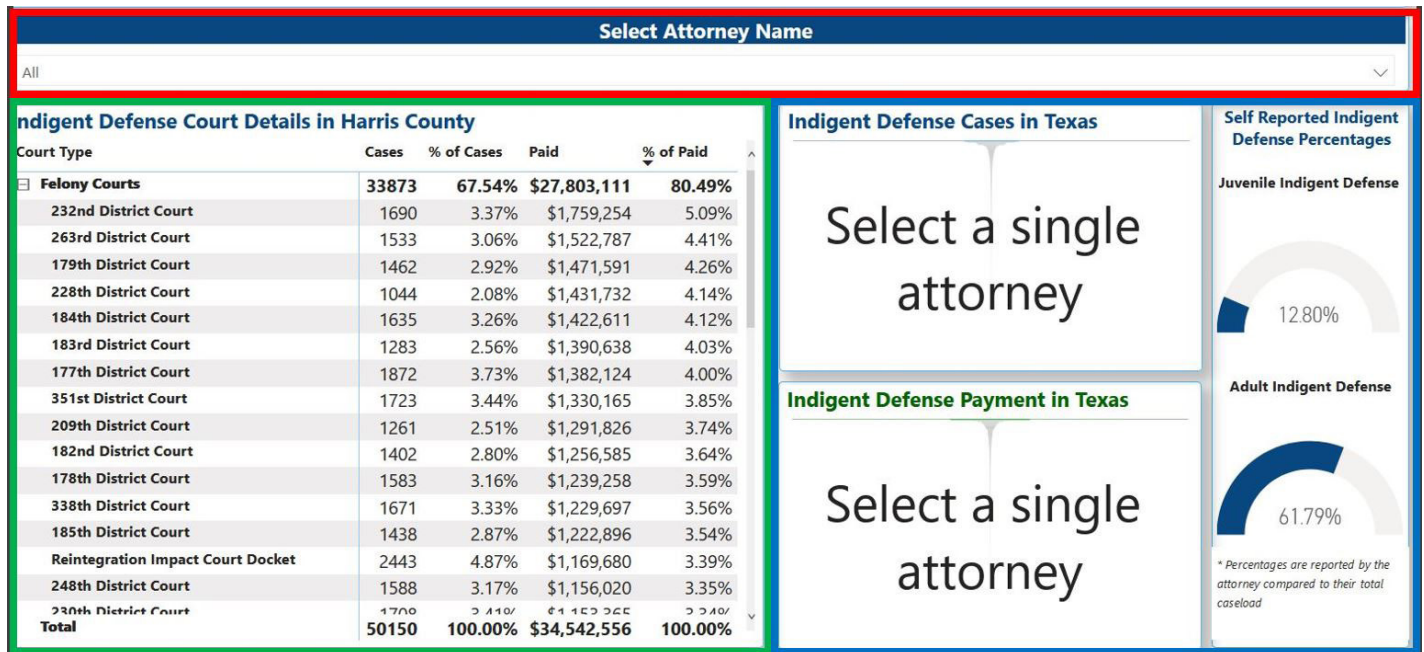 Select Attorney Name
All
ndigent Defense Court Details in Harris County
Court Type Cases % of Cases Paid % of Paid
Felony Courts 33873 67.54% $27,803,111 80.49%
232nd District Court 1690 3.37% $1,759,254 5.09%
263rd District Court 1533 3.06% $1,522,787 4.41%
179th District Court 1462 2.92% $1,471,591 4.26%
228th District Court 1044 2.08% $1,431,732 4.14%
184th District Court 1635 3.26% $1,422,611 4.12%
183rd District Court 1283 2.56% $1,390,638 4.03%
177th District Court 1872 3.73% $1,382,124 4.00%
351st District Court 1723 3.44% $1,330,165 3.85%
209th District Court 1261 2.51% $1,291,826 3.74%
182nd District Court 1402 2.80% $1,256,585 3.64%
178th District Court 1583 3.16% $1,239,258 3.59%
338th District Court 1671 3.33% $1,229,697 3.56%
185th District Court 1438 2.87% $1,222,896 3.54%
Reintegration Impact Court Docket 2443 4.87% $1,169,680 3.39%
248th District Court 1588 3.17% $1,156,020 3.35%
230th District Court 1708 3.41% $1,153,365 3.34%
Total 50150 100.00% $34,542,556 100.00%
Indigent Defense Cases in Texas
Select a single
attorney
Indigent Defense Payment in Texas
Select a single
attorney
Self Reported Indigent
Defense Percentages
Juvenile Indigent Defense
12.80%
Adult Indigent Defense
61.79%
* Percentages are reported by the
attorney compared to their total
caseload